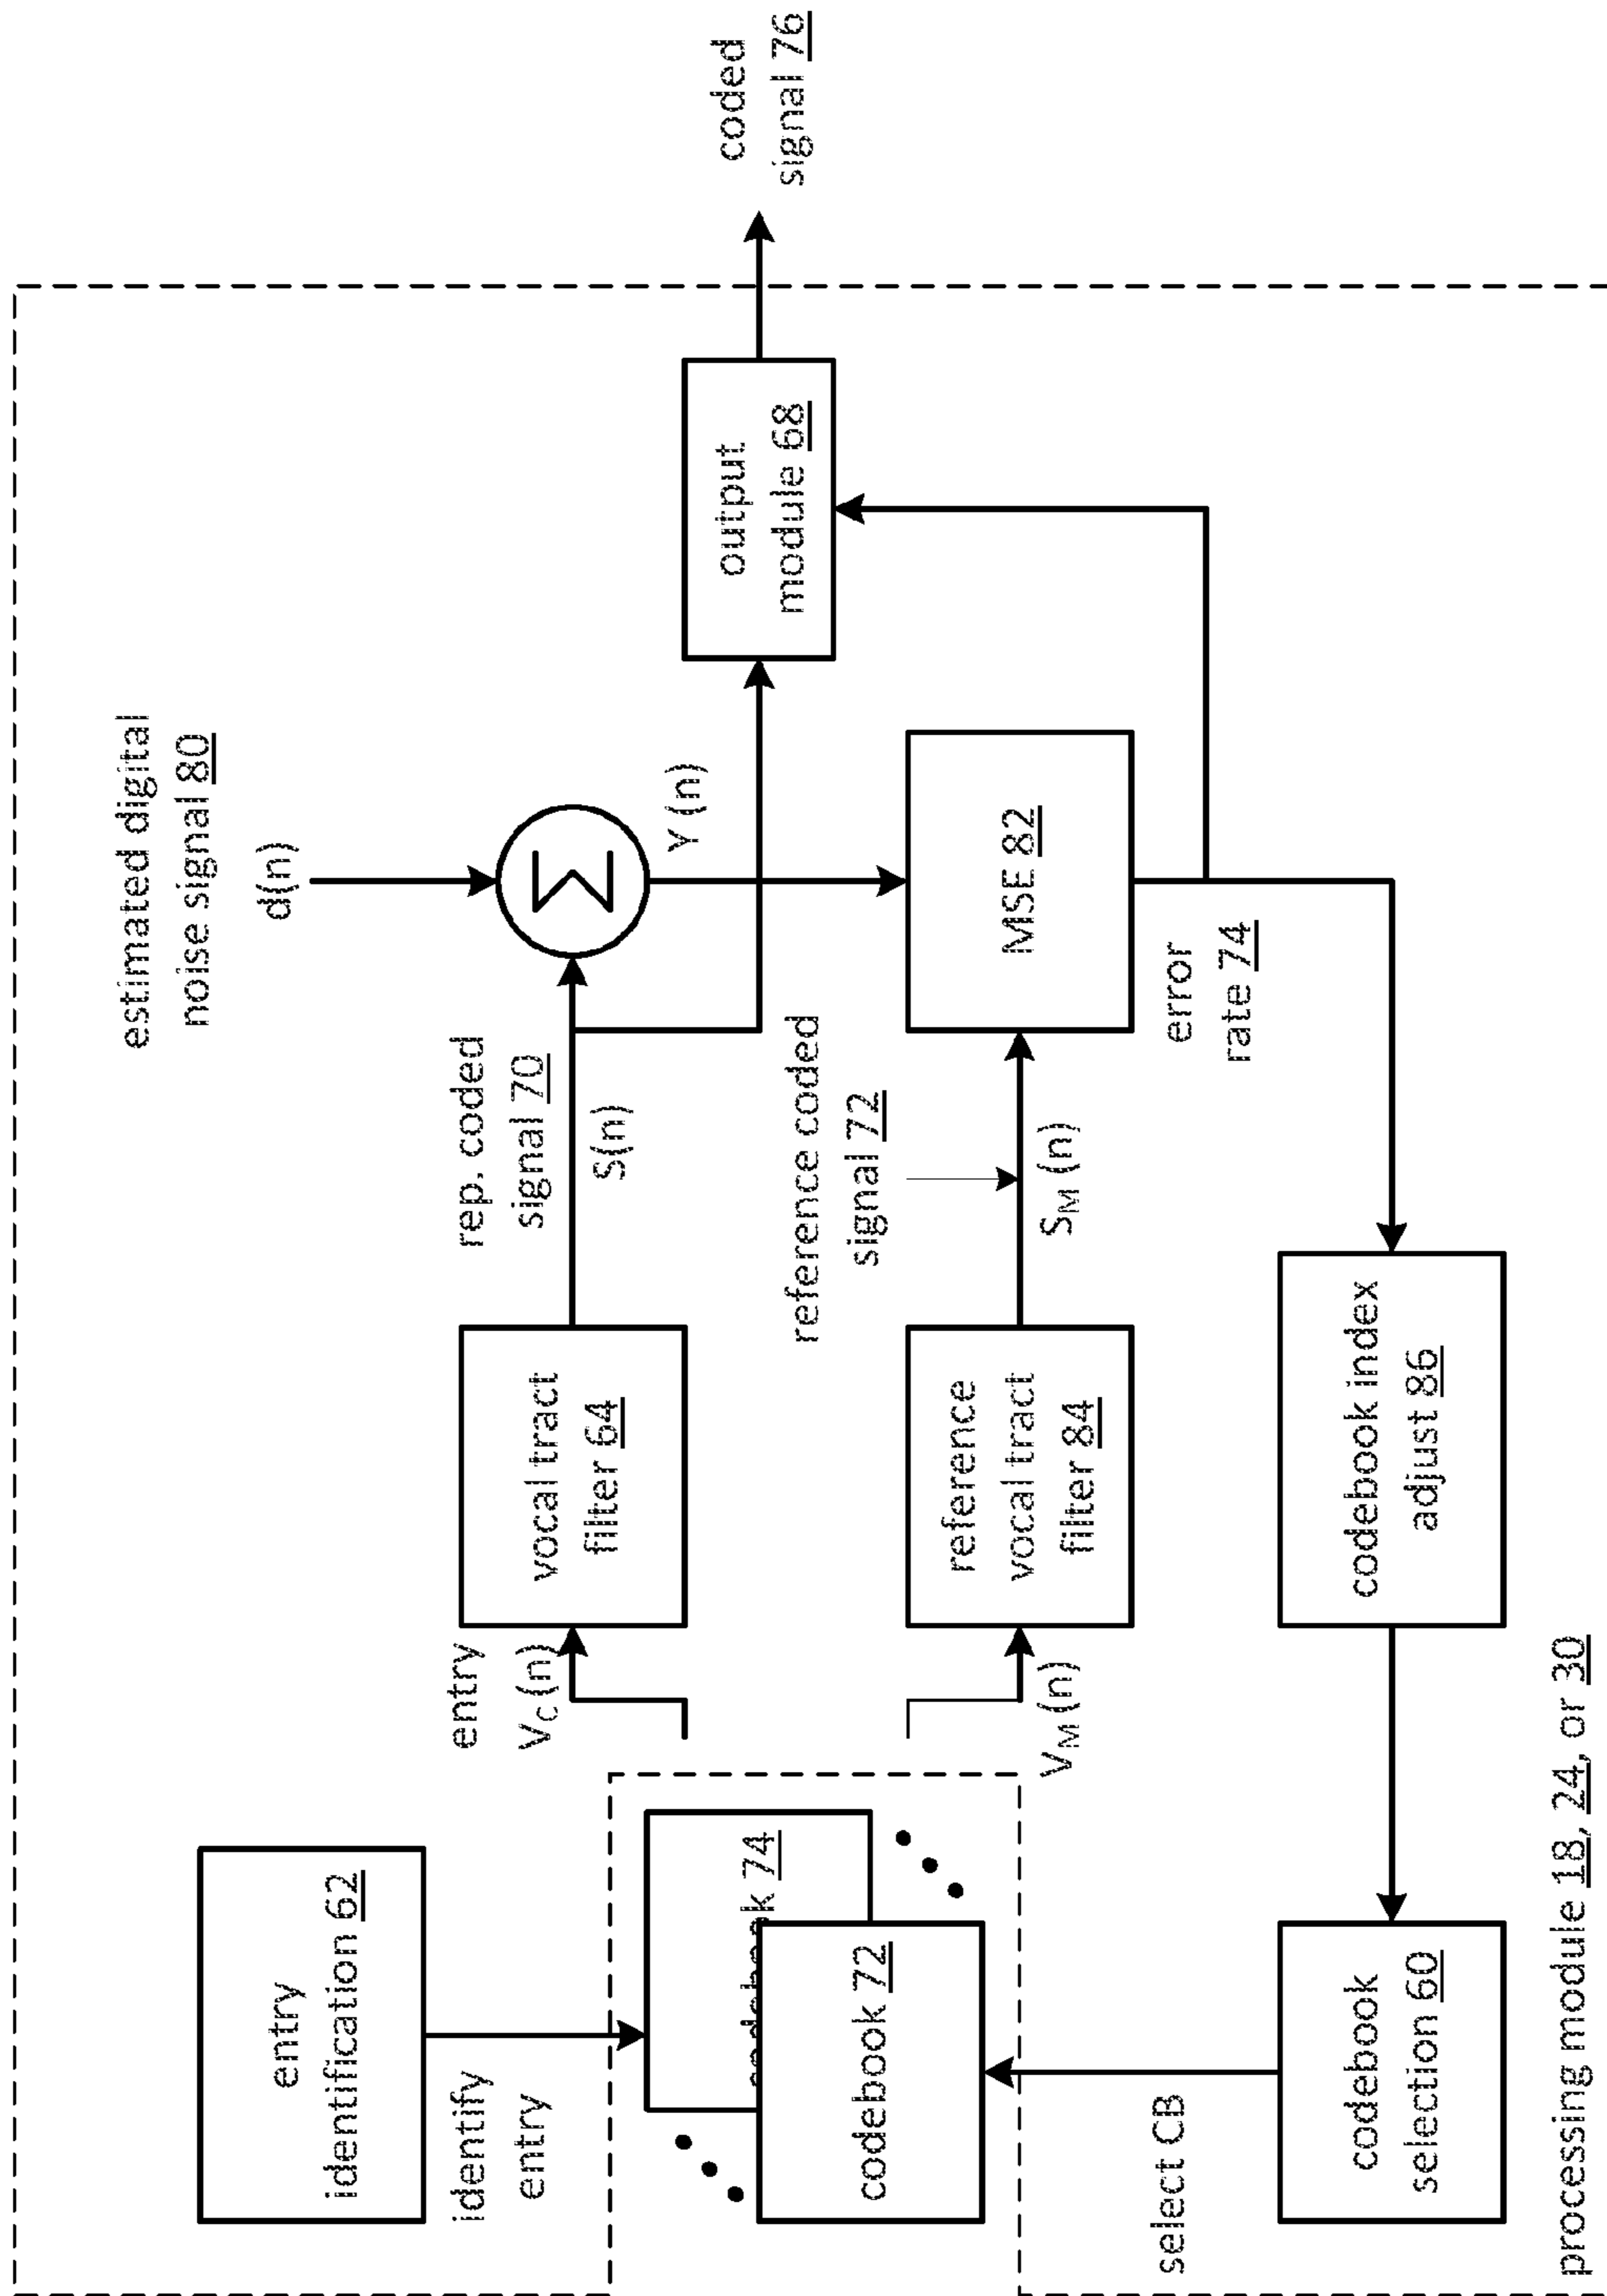 estimated digital
noise signal 80
d(n)
entry
identification 62
identify
entry
entry
V_C (n)
vocal tract
filter 64
rep. coded
signal 70
S(n)
Σ
Y (n)
output
module 68
coded
signal 76
codebook 74
codebook 72
V_M (n)
reference
vocal tract
filter 84
reference coded
signal 72
S_M (n)
MSE 82
error
rate 74
select CB
codebook
selection 60
codebook index
adjust 86
processing module 18, 24, or 30